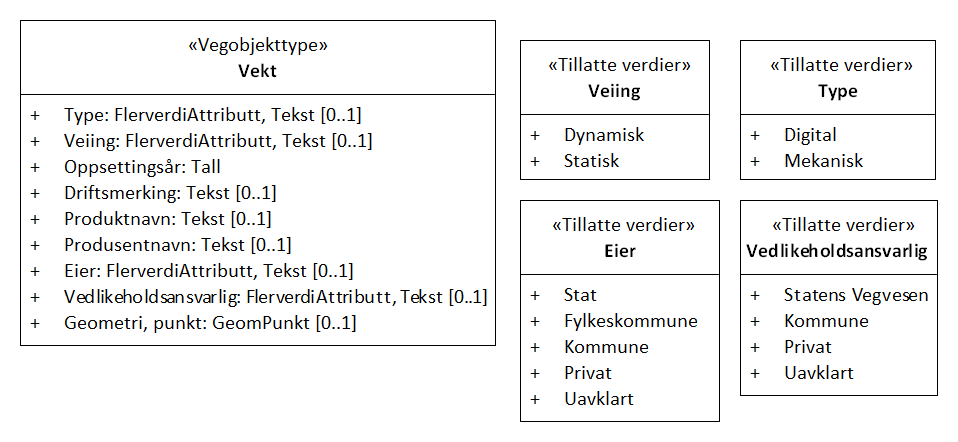 «Vegobjekttype»
Vekt
+ Type: FlerverdiAttributt, Tekst [0..1]
+ Veiing: FlerverdiAttributt, Tekst [0..1]
+ Oppsettingsår: Tall
+ Driftsmerking: Tekst [0..1]
+ Produktnavn: Tekst [0..1]
+ Produsentnavn: Tekst [0..1]
+ Eier: FlerverdiAttributt, Tekst [0..1]
+ Vedlikeholdsansvarlig: FlerverdiAttributt, Tekst [0..1]
+ Geometri, punkt: GeomPunkt [0..1]
«Tillatte verdier»
Veiing
+ Dynamisk
+ Statisk
«Tillatte verdier»
Type
+ Digital
+ Mekanisk
«Tillatte verdier»
Eier
+ Stat
+ Fylkeskommune
+ Kommune
+ Privat
+ Uavklart
«Tillatte verdier»
Vedlikeholdsansvarlig
+ Statens Vegvesen
+ Kommune
+ Privat
+ Uavklart